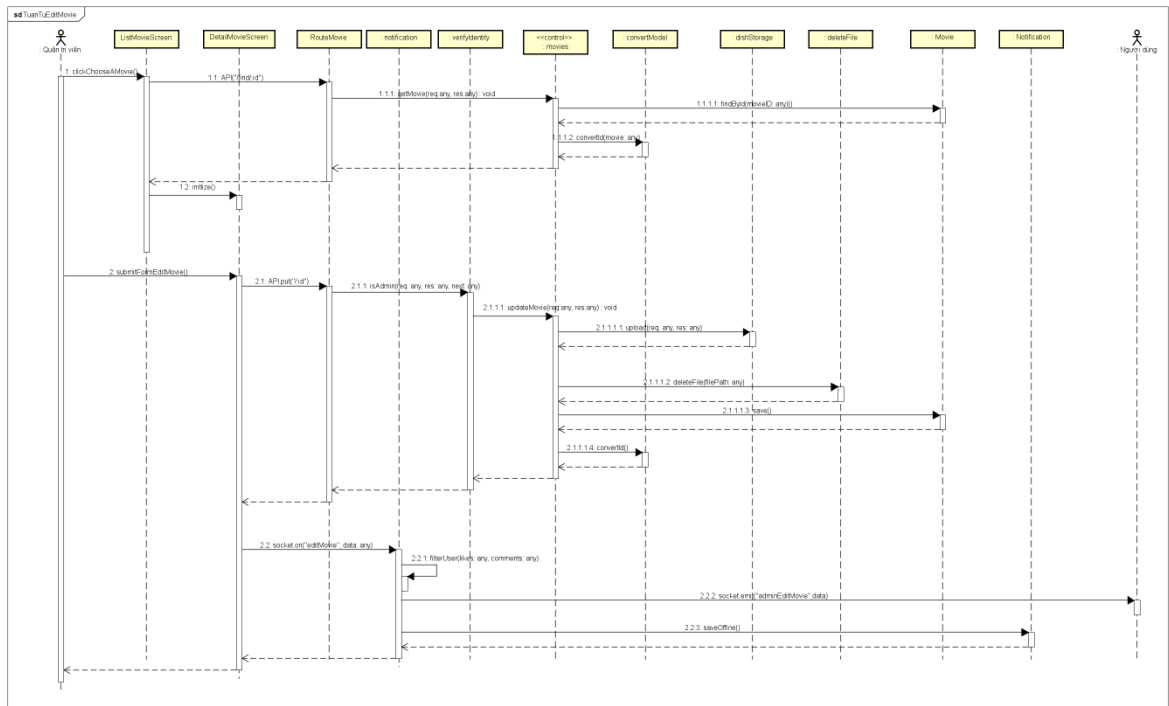 sd TuanTuEditMovie
: Quản trị viên
ListMovieScreen
DetailMovieScreen
RouteMovie
: notification
: verifyIdentity
<<control>>
: movies
: convertModel
: dishStorage
: deleteFile
: Movie
: Notification
: Người dùng
1: clickChooseAMovie()
1.1: API("/find/:id")
1.1.1: getMovie(req:any, res:any) : void
1.1.1.1: findById(movieID: any)()
1.1.1.2: convertId(movie: any)
1.2: initlize()
2: submitFormEditMovie()
2.1: API.put("/:id")
2.1.1: isAdmin(req: any, res: any, next: any)
2.1.1.1: updateMovie(req:any, res:any) : void
2.1.1.1.1: upload(req: any, res: any)
2.1.1.1.2: deleteFile(filePath: any)
2.1.1.1.3: save()
2.1.1.1.4: convertId()
2.2: socket.on("editMovie", data: any)
2.2.1: filterUser(likes: any, comments: any)
2.2.2: socket.emit("adminEditMovie",data)
2.2.3: saveOffline()